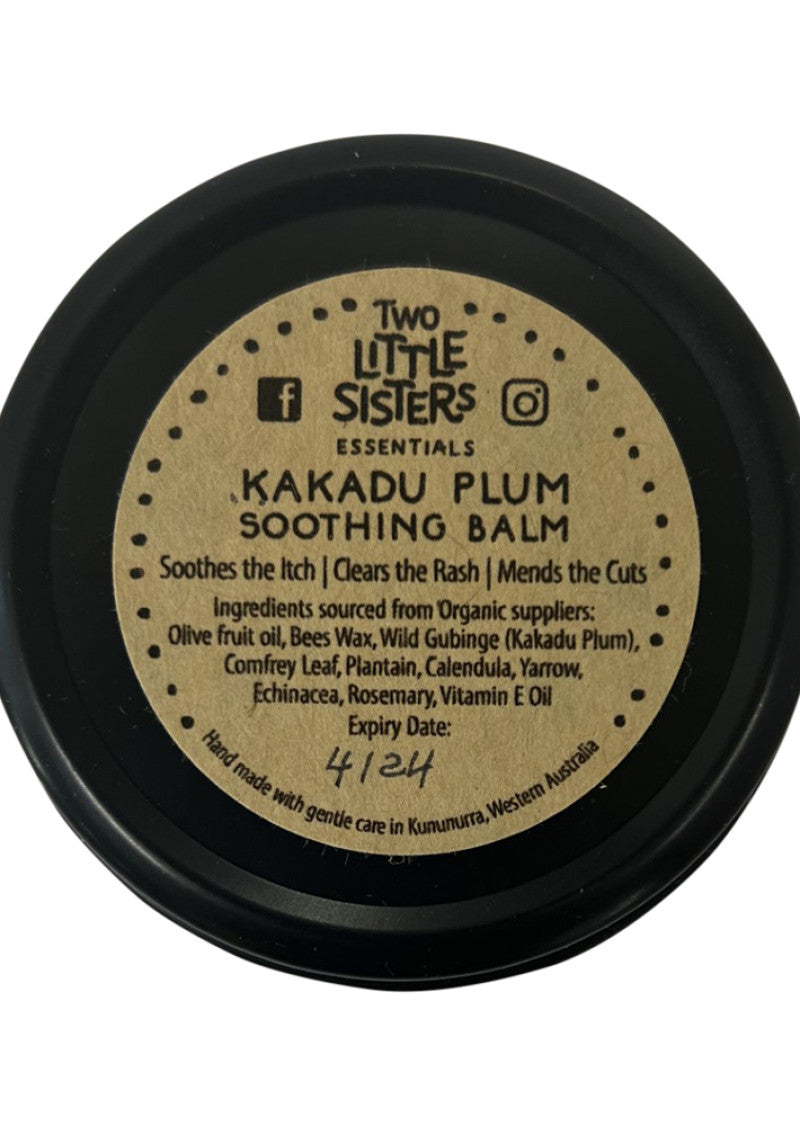 TWO
LITTLE
SISTERS
ESSENTIALS
KAKADU PLUM
SOOTHING BALM
Soothes the Itch | Clears the Rash | Mends the Cuts
Ingredients sourced from Organic suppliers:
Olive fruit oil, Bees Wax, Wild Gubinge (Kakadu Plum),
Comfrey Leaf, Plantain, Calendula, Yarrow,
Echinacea, Rosemary, Vitamin E Oil
Expiry Date:
4/24
Hand made with gentle care in Kununurra, Western Australia